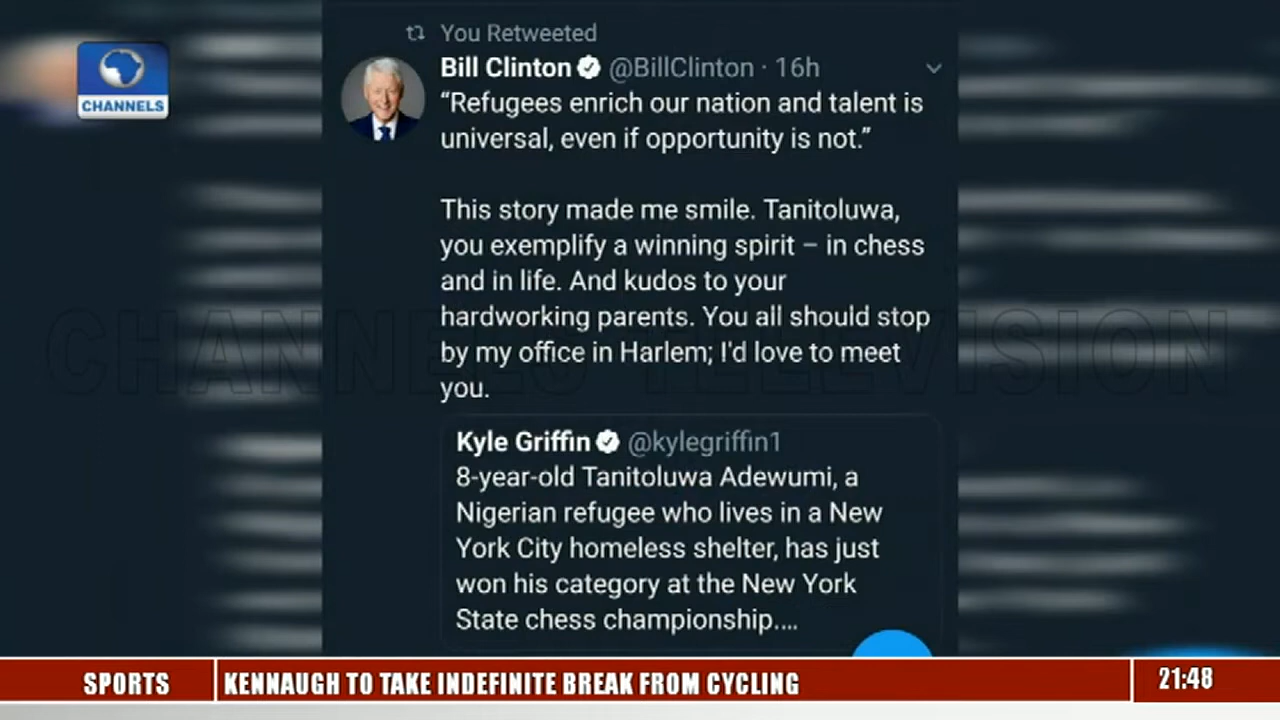 CHANNELS
You Retweeted
Bill Clinton @BillClinton · 16h
“Refugees enrich our nation and talent is
universal, even if opportunity is not.”
This story made me smile. Tanitoluwa,
you exemplify a winning spirit – in chess
and in life. And kudos to your
hardworking parents. You all should stop
by my office in Harlem; I'd love to meet
you.
CHANNELS TELEVISION
Kyle Griffin @kylegriffin1
8-year-old Tanitoluwa Adewumi, a
Nigerian refugee who lives in a New
York City homeless shelter, has just
won his category at the New York
State chess championship....
SPORTS
KENNAUGH TO TAKE INDEFINITE BREAK FROM CYCLING
21:48